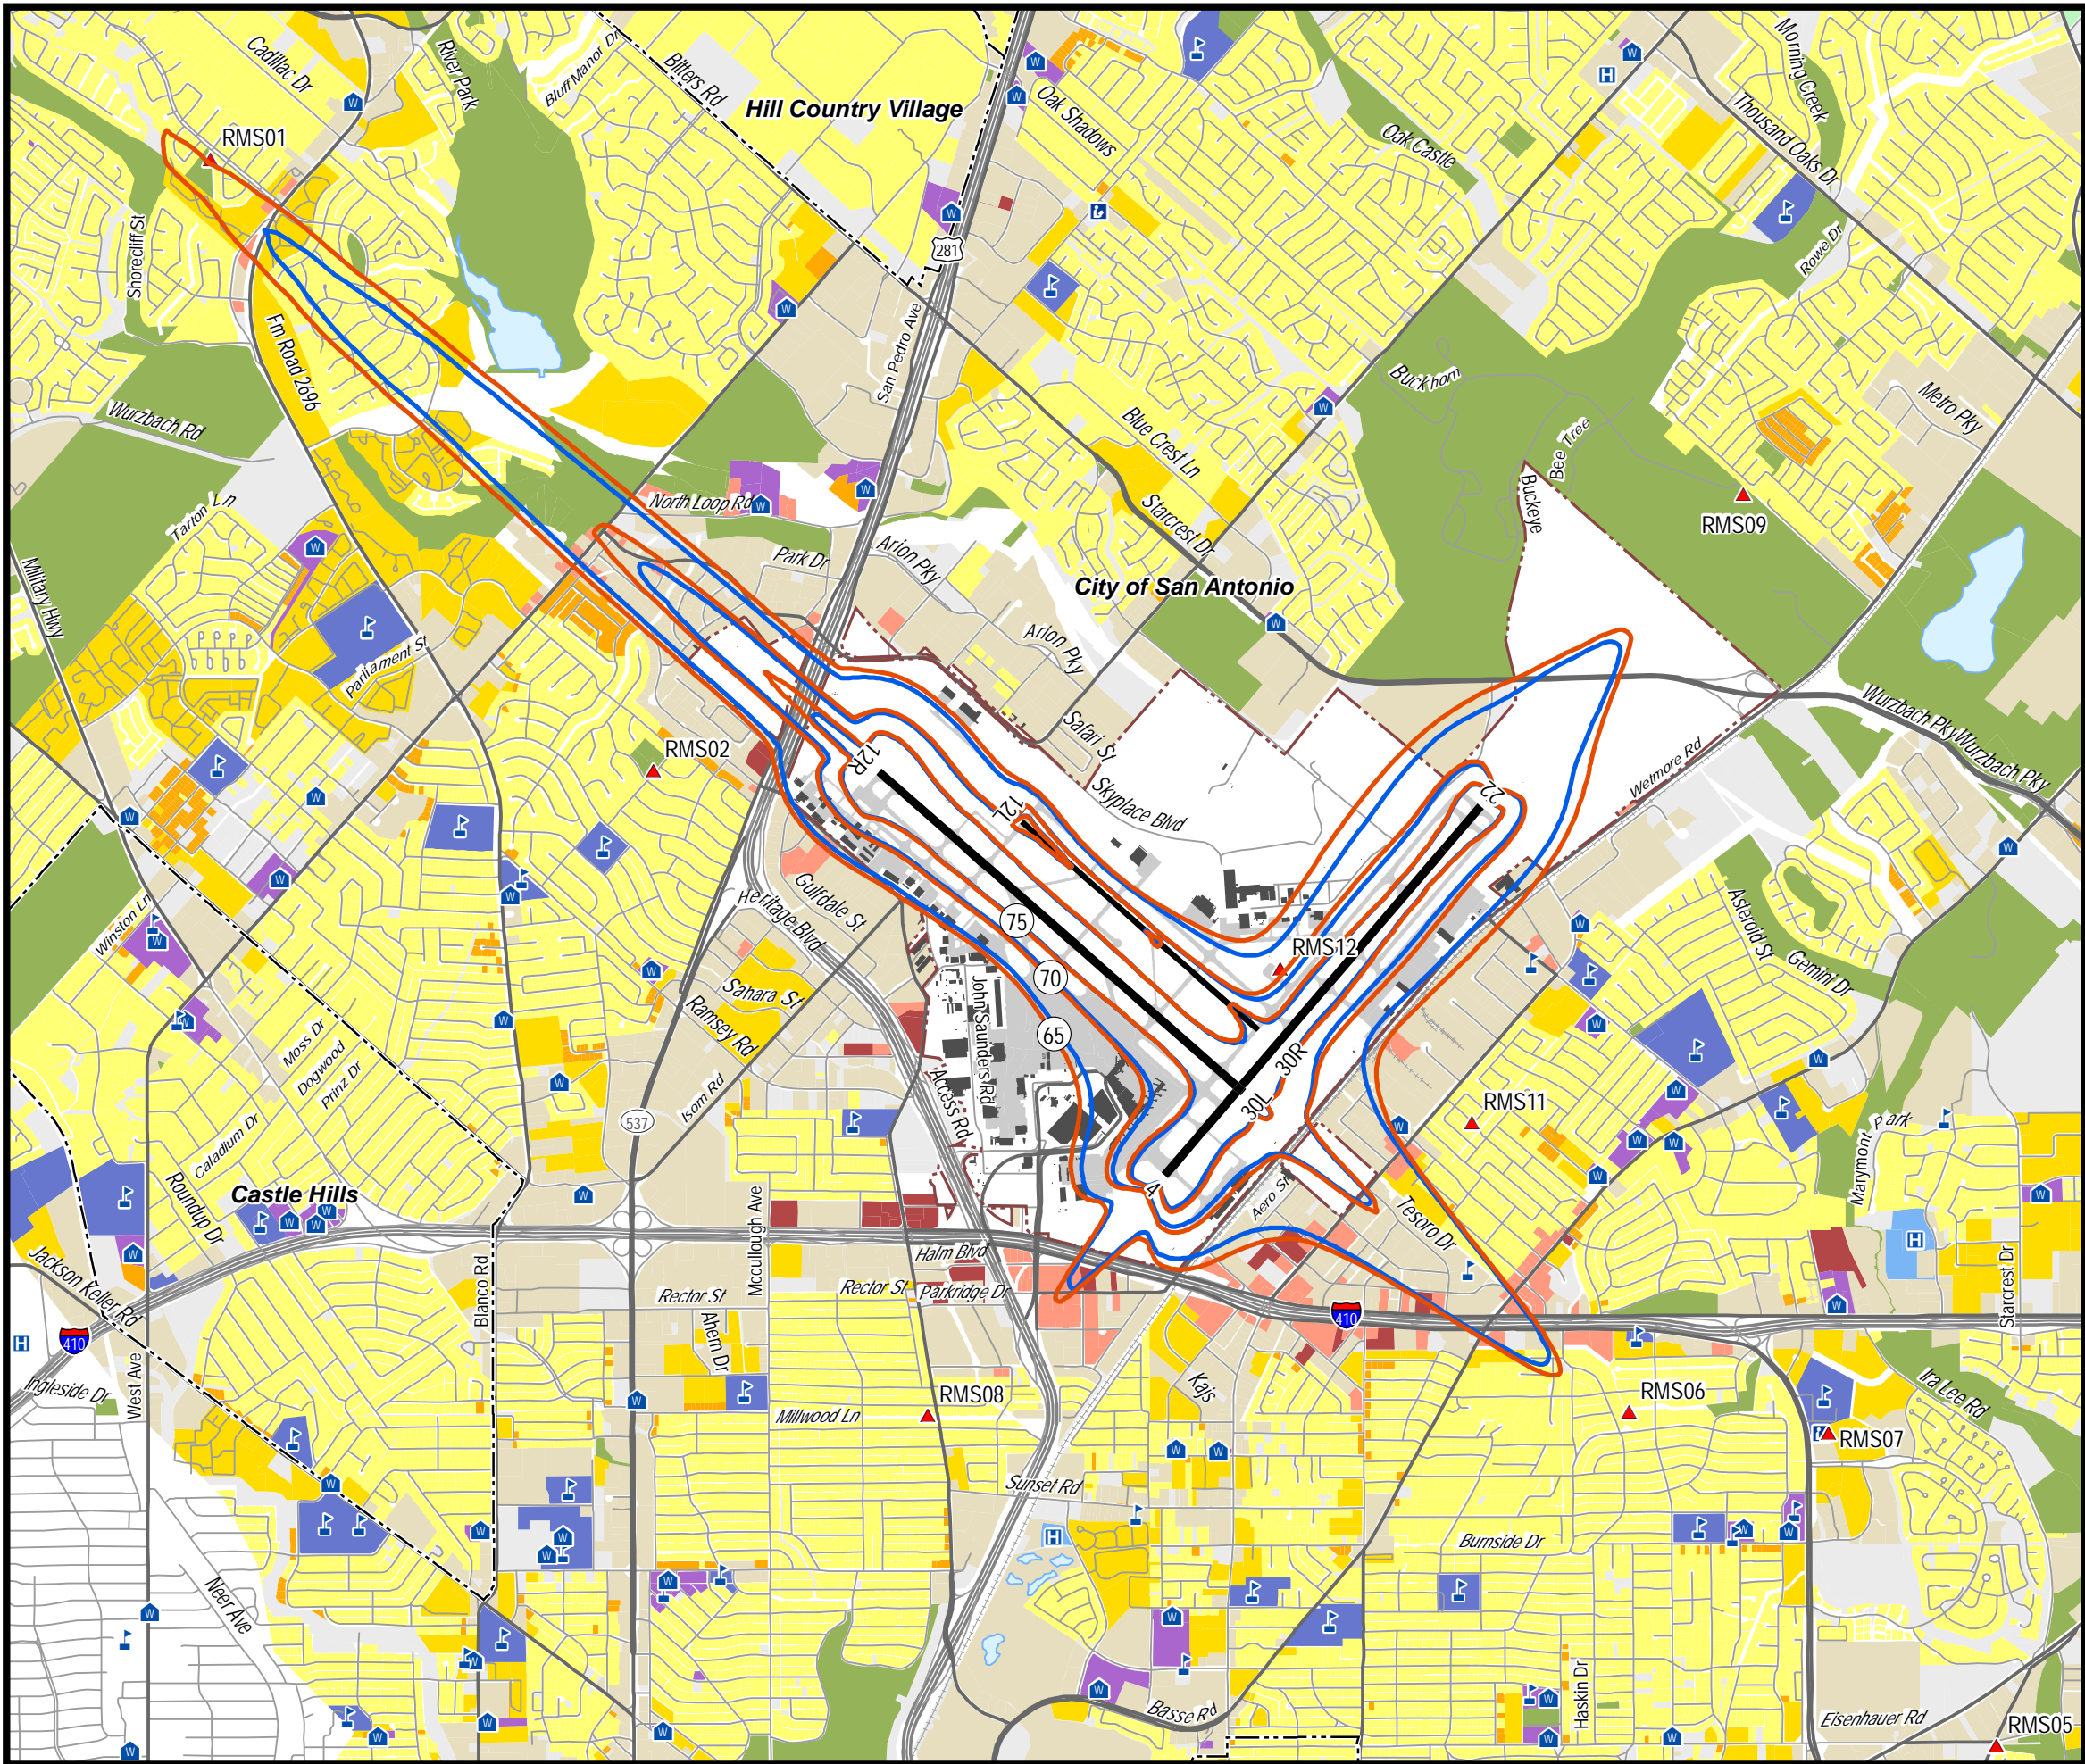 Cadillac Dr
River Park
Bluff Manor Dr
Bitters Rd
Hill Country Village
Oak Shadows
Oak Castle
Morning Creek
Thousand Oaks Dr
RMS01
Shorecliff St
281
San Pedro Ave
Rowe Dr
Fm Road 2696
Wurzbach Rd
Buckhorn
Bee Tree
Metro Pky
Blue Crest Ln
Buckeye
RMS09
Tarton Ln
North Loop Rd
Starcrest Dr
Park Dr
Arion Pky
City of San Antonio
Military Hwy
Parliament St
Arion Pky
Safari St
Wurzbach Pky
Wurzbach Pky
RMS02
12R
12L
Skyplace Blvd
22
Wetmore Rd
Winston Ln
Heritage Blvd
Gulfdale St
75
RMS12
Asteroid St
Gemini Dr
70
Sahara St
Ramsey Rd
John Saunders Rd
65
Moss Dr
Dogwood
Prinz Dr
Isom Rd
Access Rd
30R
30L
RMS11
537
Caladium Dr
Roundup Dr
Marymont Park
Castle Hills
4
Aero St
Tesoro Dr
Mccullough Ave
Halm Blvd
Jackson Keller Rd
Blanco Rd
Rector St
Rector St
Parkridge Dr
Starcrest Dr
410
410
Ahern Dr
West Ave
Ingleside Dr
Kajs
Ira Lee Rd
RMS08
RMS06
Millwood Ln
RMS07
Sunset Rd
Burnside Dr
Neer Ave
Haskin Dr
Basse Rd
Eisenhauer Rd
RMS05